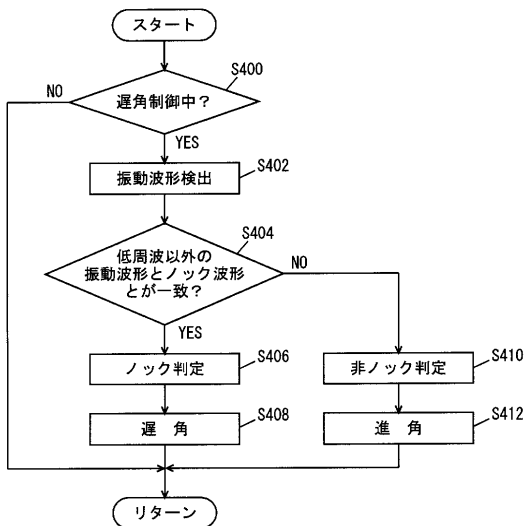 スタート
S400
NO
遅角制御中？
YES
振動波形検出
S402
S404
低周波以外の
振動波形とノック波形
とが一致？
NO
YES
ノック判定
S406
非ノック判定
S410
遅 角
S408
進 角
S412
リターン